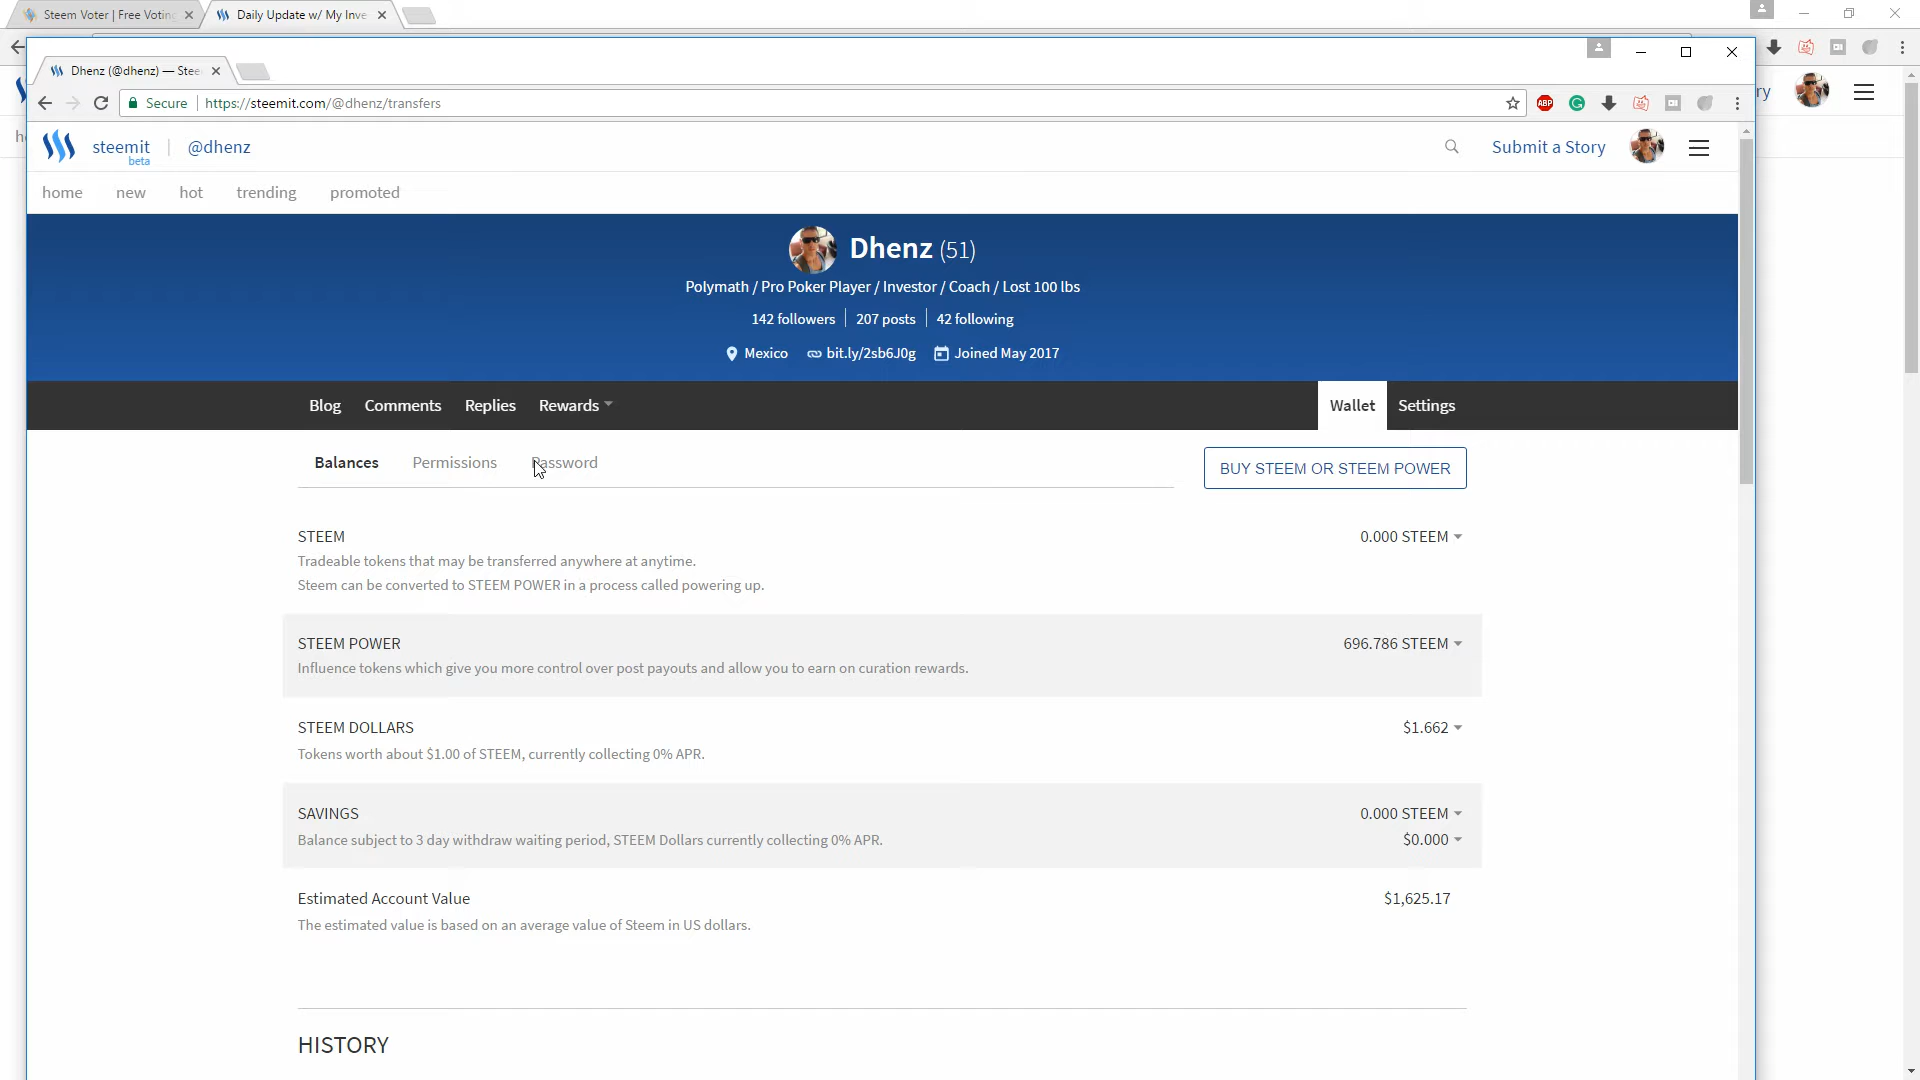 Steem Voter | Free Voting
Daily Update w/ My Inve
Dhenz (@dhenz) — Stee
Secure | https://steemit.com/@dhenz/transfers
ABP
steemit
beta
@dhenz
Submit a Story
ry
home new hot trending promoted
Dhenz (51)
Polymath / Pro Poker Player / Investor / Coach / Lost 100 lbs
142 followers 207 posts 42 following
Mexico bit.ly/2sb6J0g Joined May 2017
Blog Comments Replies Rewards Wallet Settings
Balances Permissions Password
BUY STEEM OR STEEM POWER
STEEM 0.000 STEEM
Tradeable tokens that may be transferred anywhere at anytime.
Steem can be converted to STEEM POWER in a process called powering up.
STEEM POWER 696.786 STEEM
Influence tokens which give you more control over post payouts and allow you to earn on curation rewards.
STEEM DOLLARS $1.662
Tokens worth about $1.00 of STEEM, currently collecting 0% APR.
SAVINGS 0.000 STEEM
Balance subject to 3 day withdraw waiting period, STEEM Dollars currently collecting 0% APR. $0.000
Estimated Account Value $1,625.17
The estimated value is based on an average value of Steem in US dollars.
HISTORY